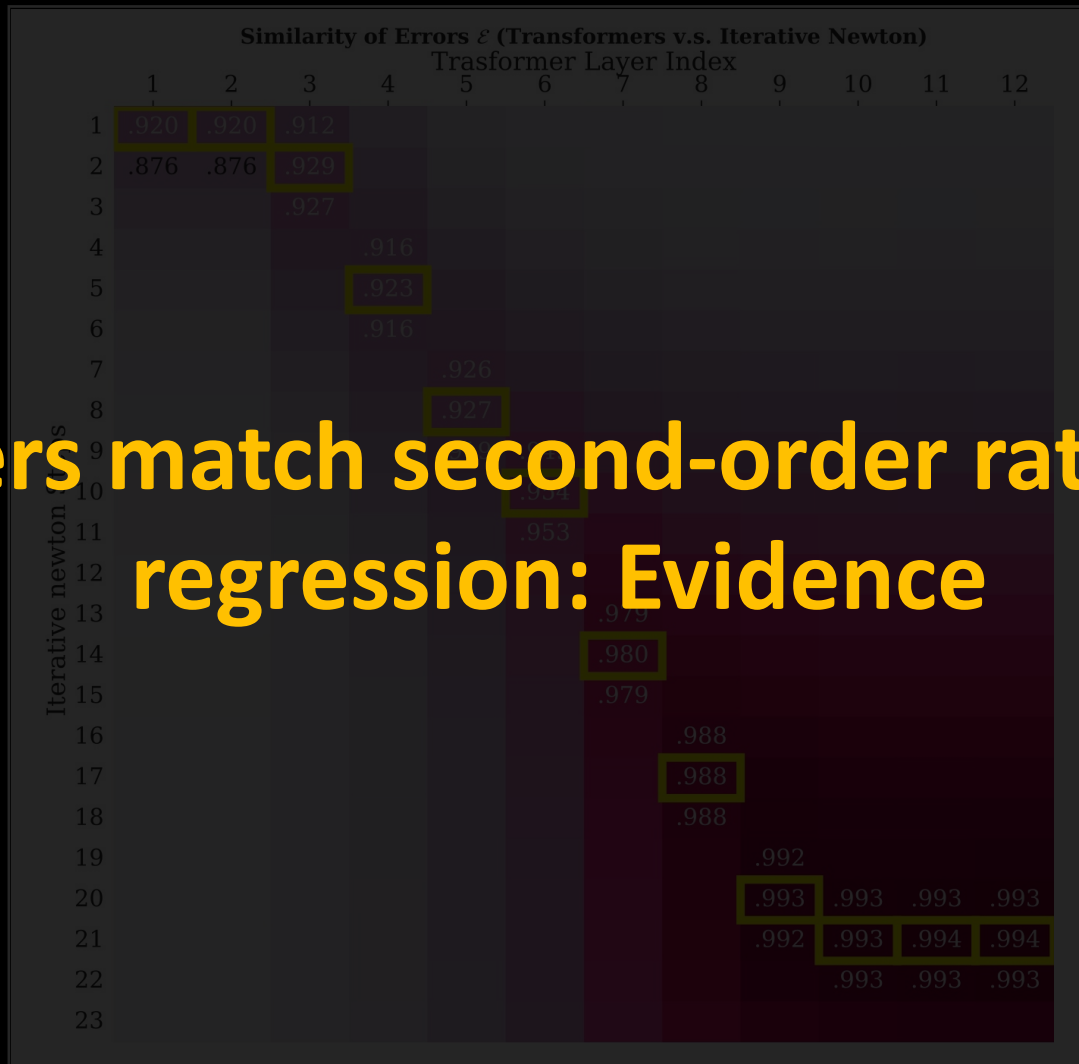 Similarity of Errors ℰ (Transformers v.s. Iterative Newton)
Trasformer Layer Index
1 2 3 4 5 6 7 8 9 10 11 12
1 .920 .920 .912
2 .876 .876 .929
3 .927
4 .916
5 .923
6 .916
7 .926
8 .927
9
ers match second-order rat
10 .954
11 .953
12
regression: Evidence
13 .979
14 .980
15 .979
16 .988
17 .988
18 .988
19 .992
20 .993 .993 .993 .993
21 .992 .993 .994 .994
22 .993 .993 .993
23
Iterative newton